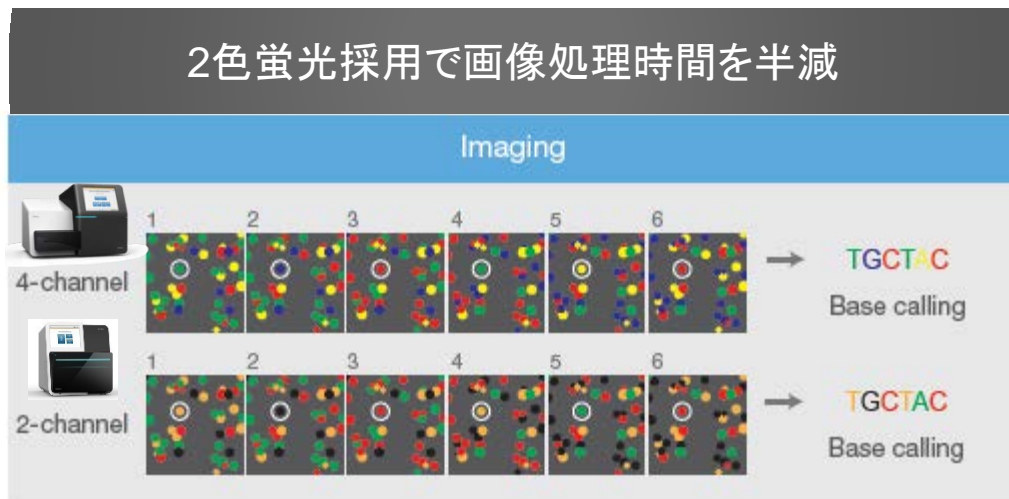 2色蛍光採用で画像処理時間を半減
Imaging
1 2 3 4 5 6
TGCTAC
4-channel
Base calling
1 2 3 4 5 6
TGCTAC
2-channel
Base calling